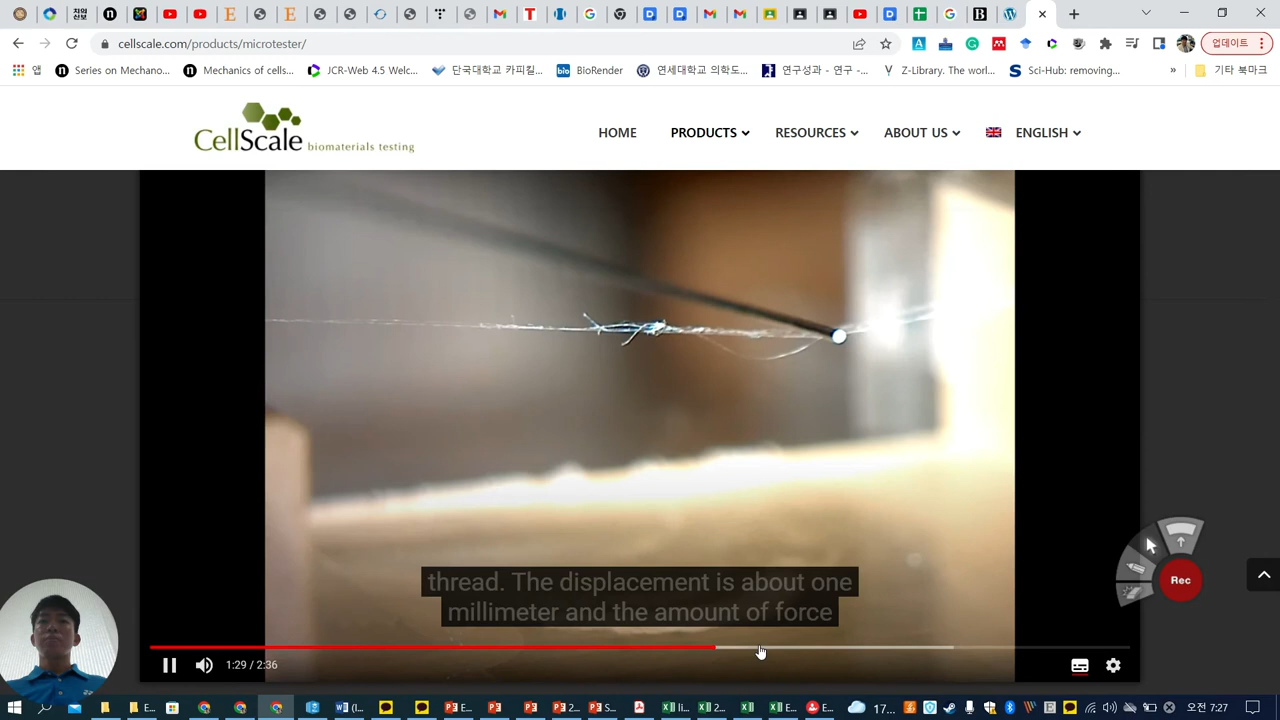 cellscale.com/products/microtester/
업데이트
앱
Series on Mechano...
Mechanics of cells...
JCR-Web 4.5 Welc...
단국대학교 카피킬...
BioRender
연세대학교 의학도...
연구성과 - 연구 -...
Z-Library. The worl...
Sci-Hub: removing...
»
기타 북마크
CellScale biomaterials testing
HOME
PRODUCTS
RESOURCES
ABOUT US
ENGLISH
thread. The displacement is about one
millimeter and the amount of force
Rec
1:29 / 2:36
17...
오전 7:27